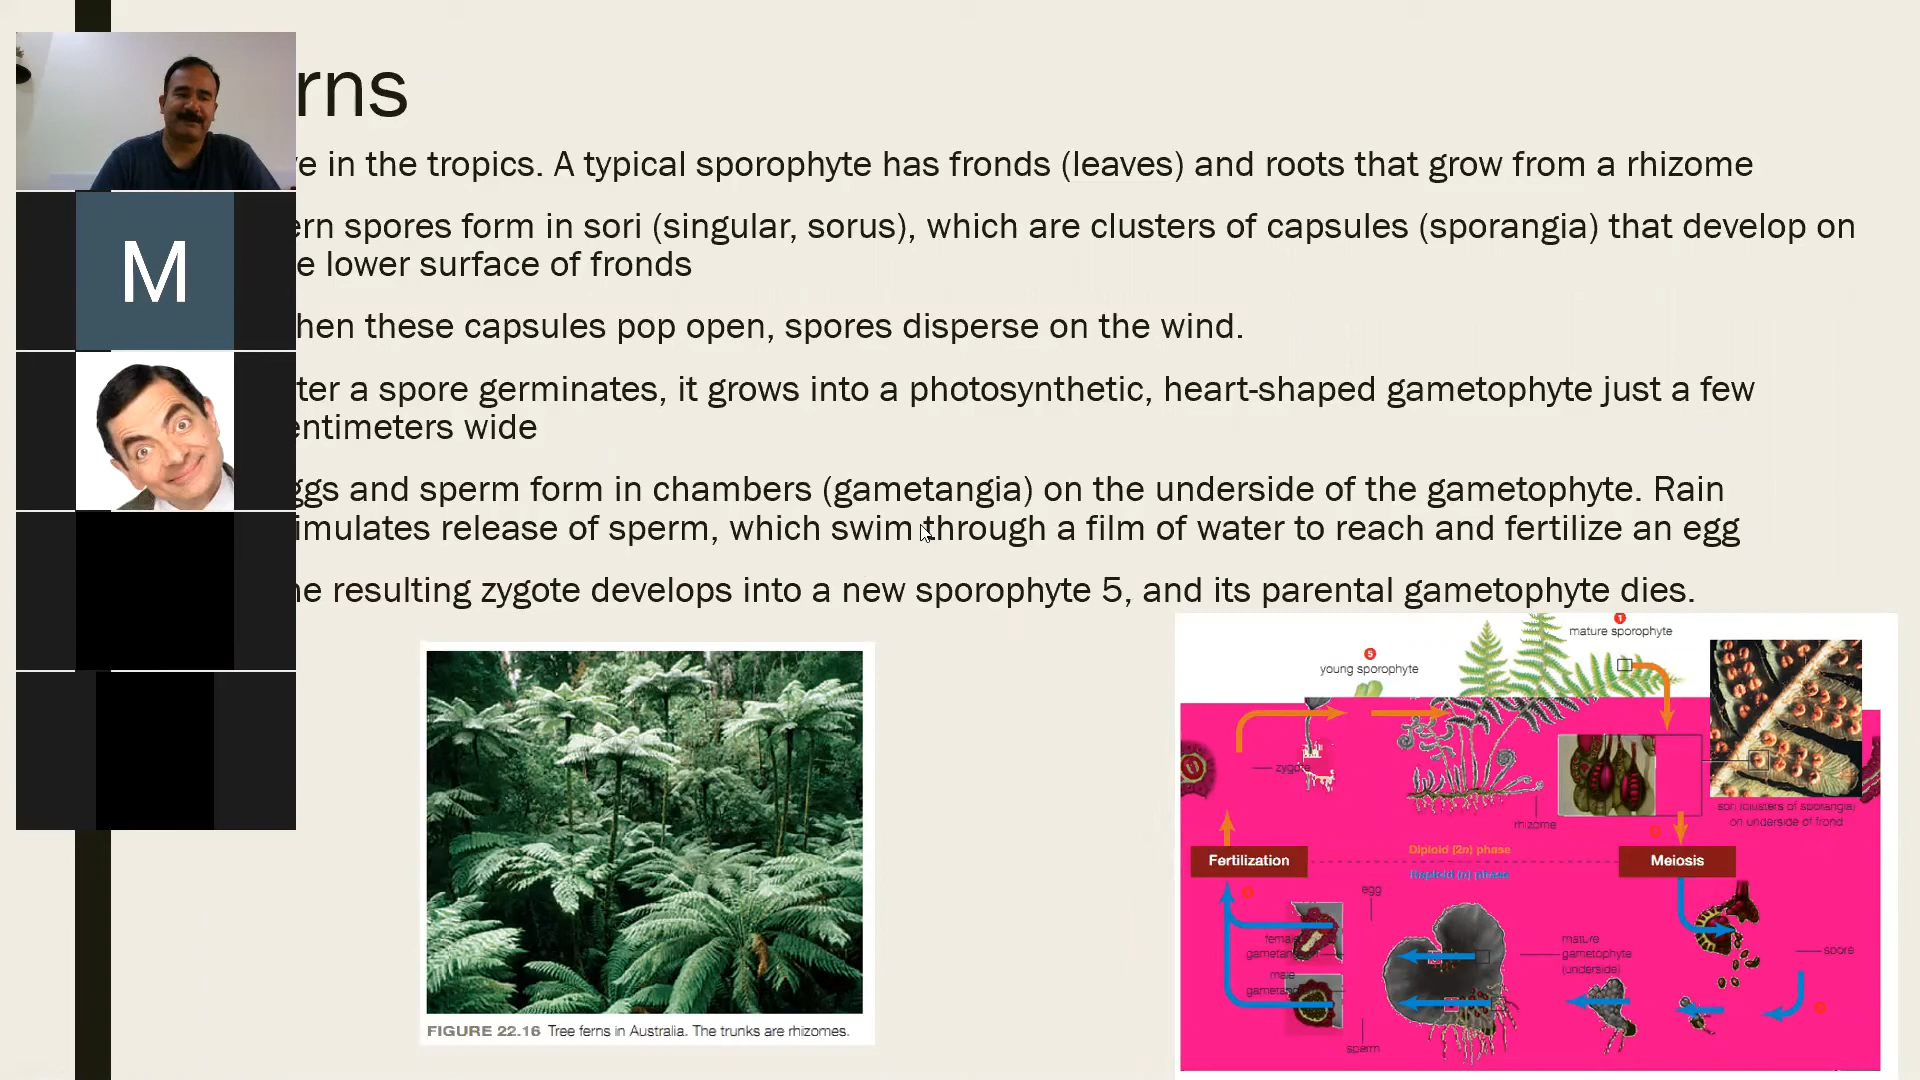 rns
e in the tropics. A typical sporophyte has fronds (leaves) and roots that grow from a rhizome
ern spores form in sori (singular, sorus), which are clusters of capsules (sporangia) that develop on
e lower surface of fronds
hen these capsules pop open, spores disperse on the wind.
ter a spore germinates, it grows into a photosynthetic, heart-shaped gametophyte just a few
entimeters wide
ggs and sperm form in chambers (gametangia) on the underside of the gametophyte. Rain
imulates release of sperm, which swim through a film of water to reach and fertilize an egg
he resulting zygote develops into a new sporophyte 5, and its parental gametophyte dies.
M
FIGURE 22.16 Tree ferns in Australia. The trunks are rhizomes.
1
mature sporophyte
5
young sporophyte
zygote
rhizome
sori (clusters of sporangia)
on underside of frond
Diploid (2n) phase
Fertilization
Meiosis
Haploid (n) phase
egg
female
gametangium
male
gametang
mature
gametophyte
(underside)
spore
sperm